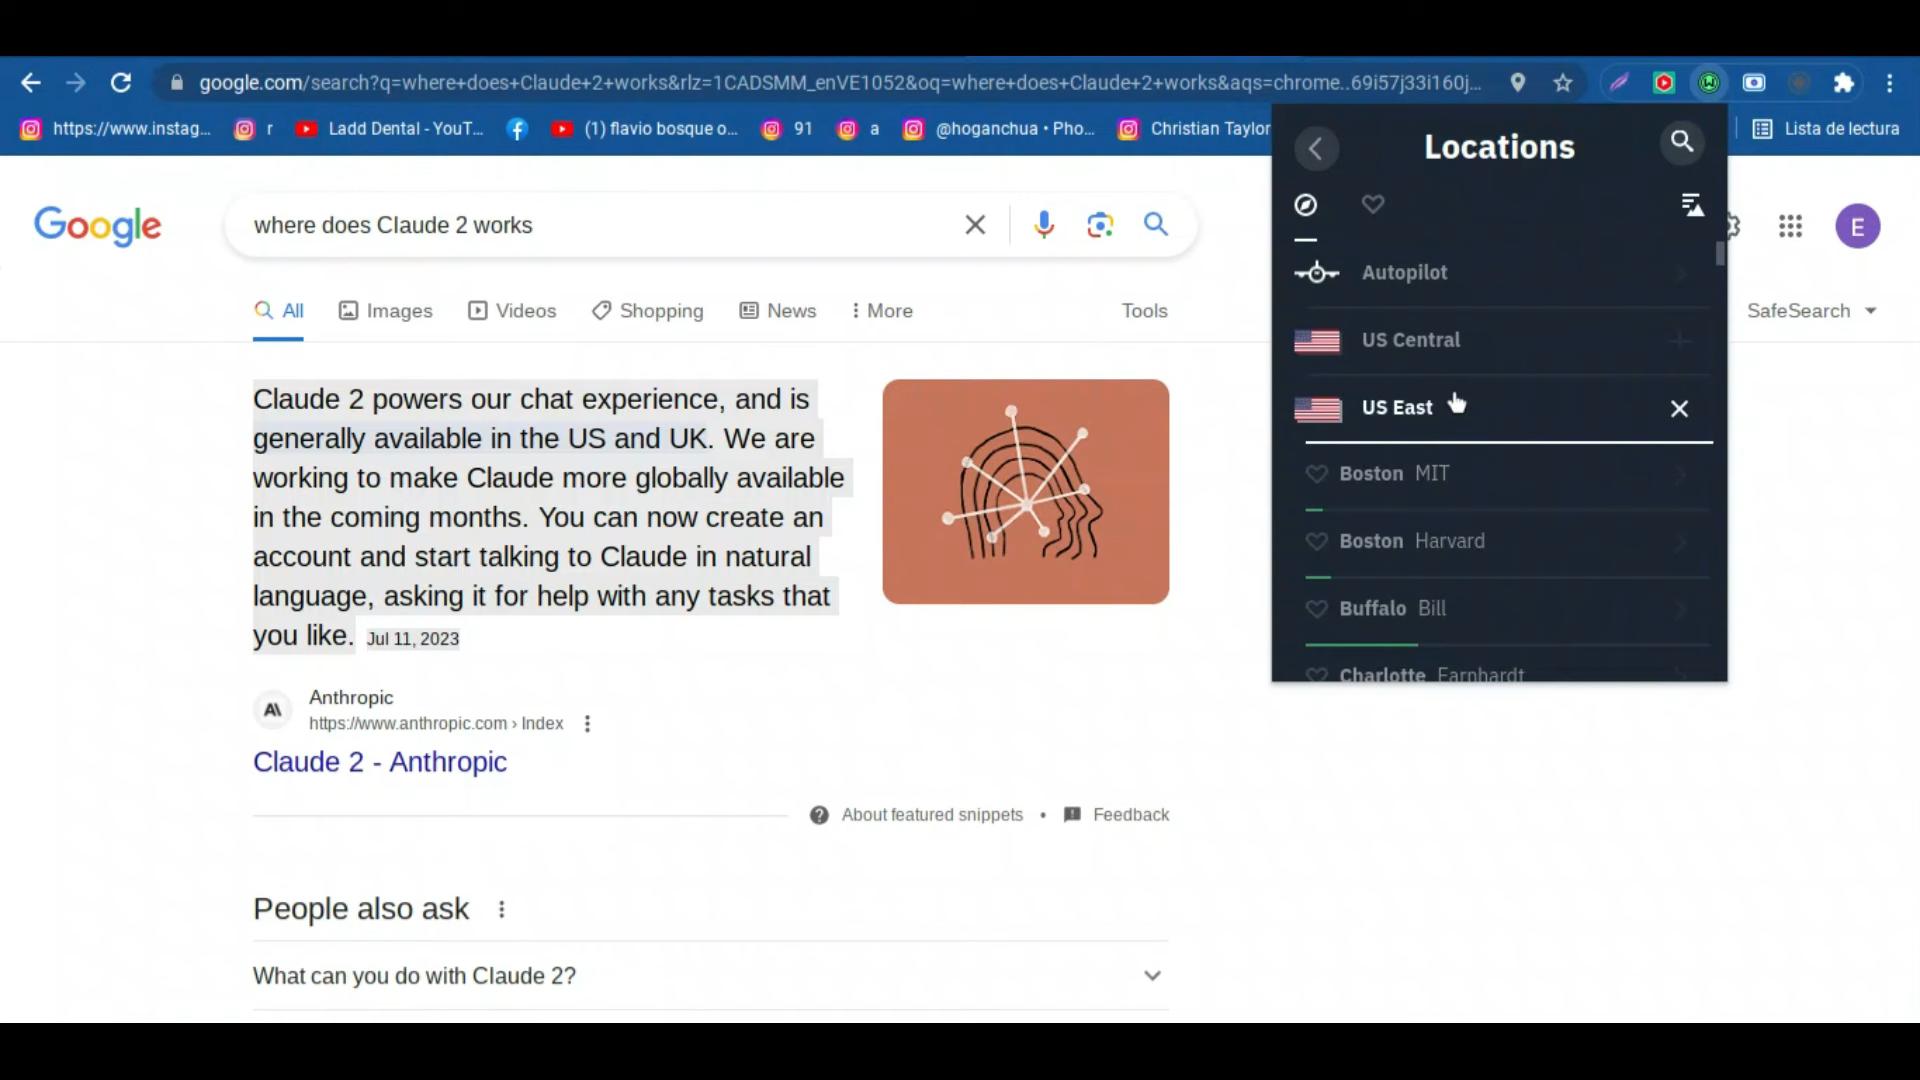 google.com/search?q=where+does+Claude+2+works&rlz=1CADSMM_enVE1052&oq=where+does+Claude+2+works&aqs=chrome..69i57j33i160j...
https://www.instag... r Ladd Dental - YouT... (1) flavio bosque o... 91 a @hoganchua • Pho... Christian Taylor Lista de lectura
Locations
Google
where does Claude 2 works
E
Autopilot
All Images Videos Shopping News More Tools SafeSearch
US Central
US East
Claude 2 powers our chat experience, and is
generally available in the US and UK. We are
working to make Claude more globally available
in the coming months. You can now create an
account and start talking to Claude in natural
language, asking it for help with any tasks that
you like. Jul 11, 2023
Boston MIT
Boston Harvard
Buffalo Bill
Charlotte Earnhardt
Anthropic
https://www.anthropic.com › Index
Claude 2 - Anthropic
About featured snippets • Feedback
People also ask
What can you do with Claude 2?